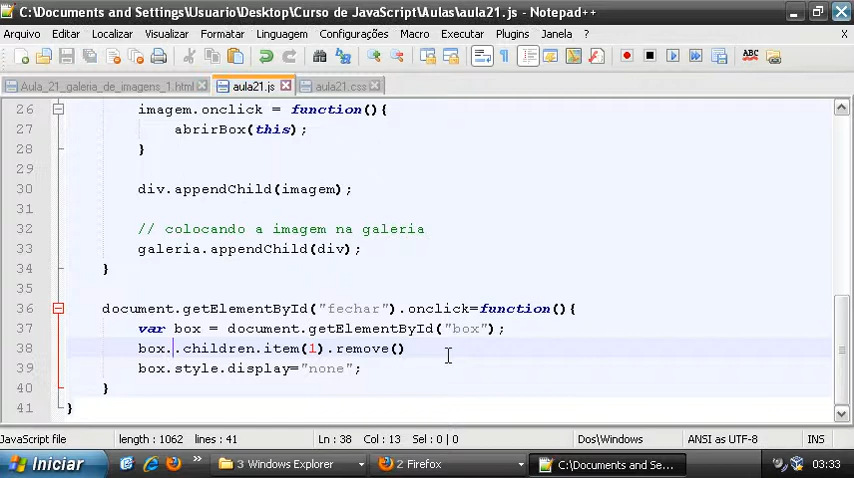 C:\Documents and Settings\Usuario\Desktop\Curso de JavaScript\Aulas\aula21.js - Notepad++
Arquivo Editar Localizar Visualizar Formatar Linguagem Configurações Macro Executar Plugins Janela ? X
ABC
Aula_21_galeria_de_imagens_1.html aula21.js aula21.css
26 imagem.onclick = function(){
27 abrirBox(this);
28 }
29
30 div.appendChild(imagem);
31
32 // colocando a imagem na galeria
33 galeria.appendChild(div);
34 }
35
36 document.getElementById("fechar").onclick=function(){
37 var box = document.getElementById("box");
38 box..children.item(1).remove()
39 box.style.display="none";
40 }
41 }
JavaScript file length : 1062 lines : 41 Ln : 38 Col : 13 Sel : 0 | 0 Dos\Windows ANSI as UTF-8 INS
Iniciar » 3 Windows Explorer 2 Firefox C:\Documents and Se... 03:33